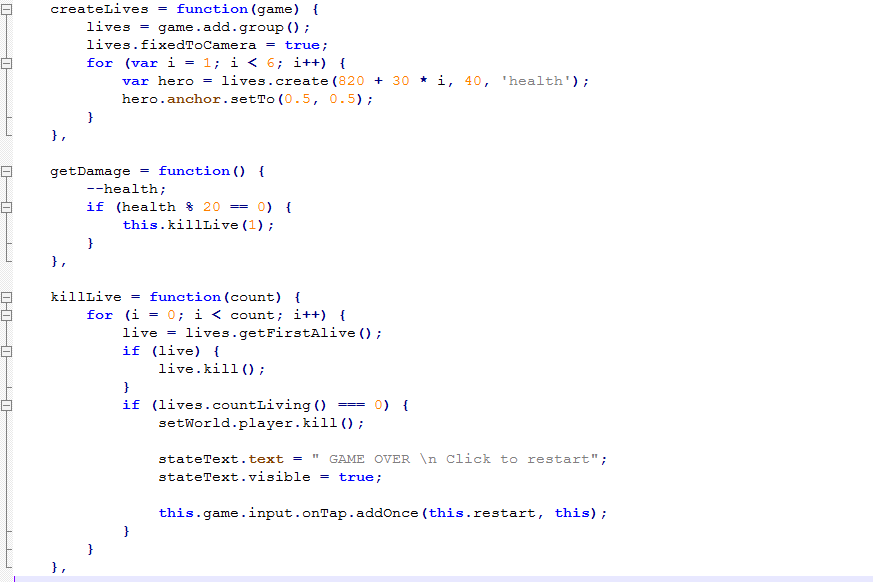 createLives = function(game) {
lives = game.add.group();
lives.fixedToCamera = true;
for (var i = 1; i < 6; i++) {
var hero = lives.create(820 + 30 * i, 40, 'health');
hero.anchor.setTo(0.5, 0.5);
}
},
getDamage = function() {
--health;
if (health % 20 == 0) {
this.killLive(1);
}
},
killLive = function(count) {
for (i = 0; i < count; i++) {
live = lives.getFirstAlive();
if (live) {
live.kill();
}
if (lives.countLiving() === 0) {
setWorld.player.kill();
stateText.text = " GAME OVER \n Click to restart";
stateText.visible = true;
this.game.input.onTap.addOnce(this.restart, this);
}
}
},